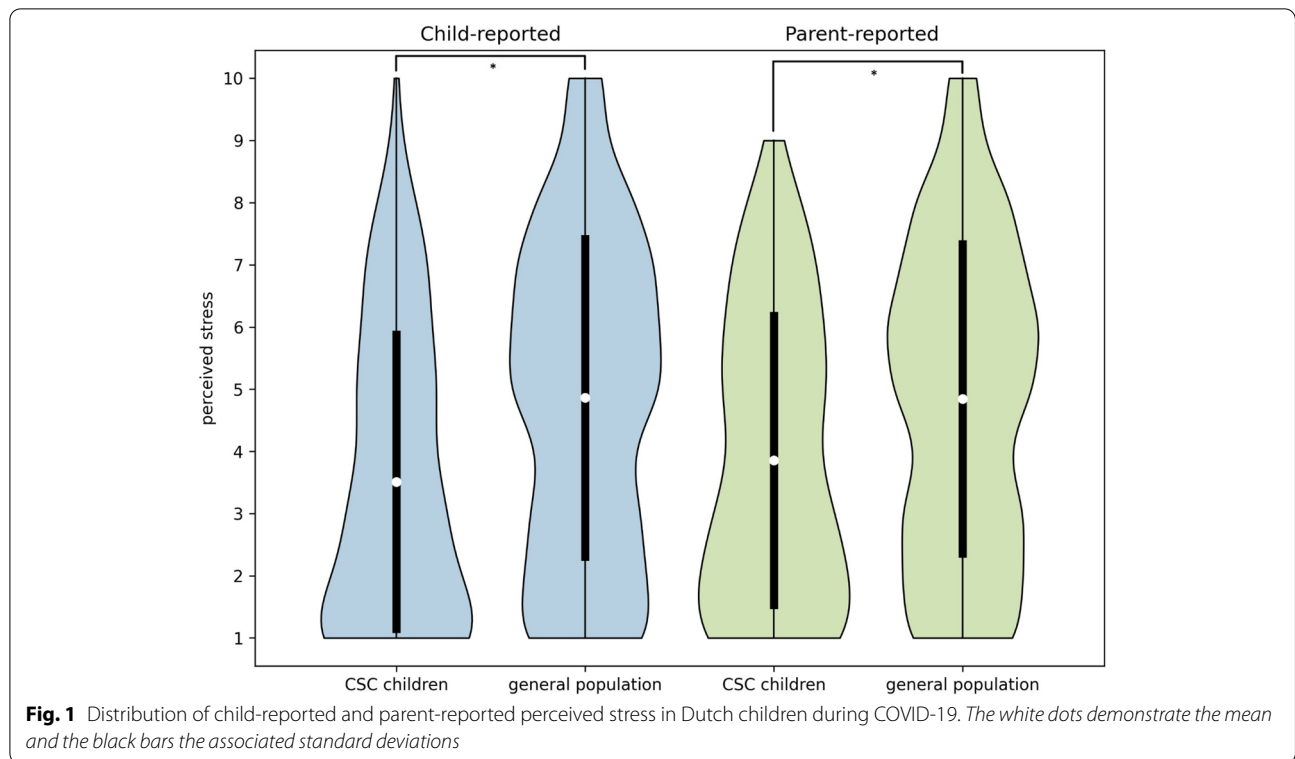 Child-reported Parent-reported
* *
10
9
8
7
6
5
4
3
2
1
perceived stress
CSC children general population CSC children general population
Fig. 1 Distribution of child-reported and parent-reported perceived stress in Dutch children during COVID-19. The white dots demonstrate the mean
and the black bars the associated standard deviations